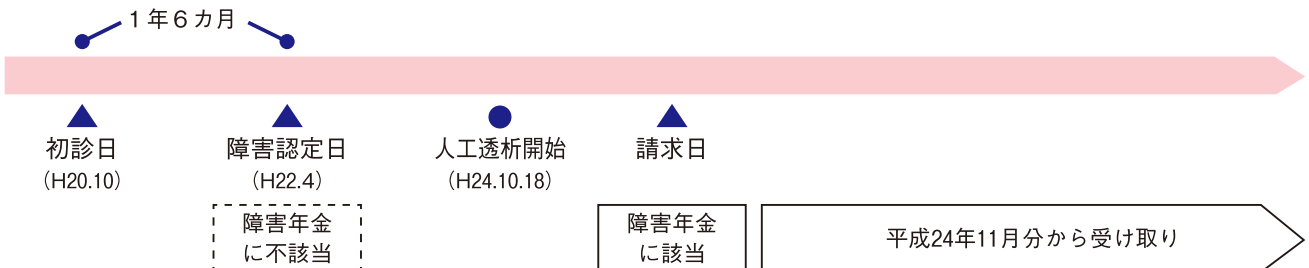 1年6カ月
初診日
（H20.10）
障害認定日
（H22.4）
人工透析開始
（H24.10.18）
請求日
障害年金
に不該当
障害年金
に該当
平成24年11月分から受け取り